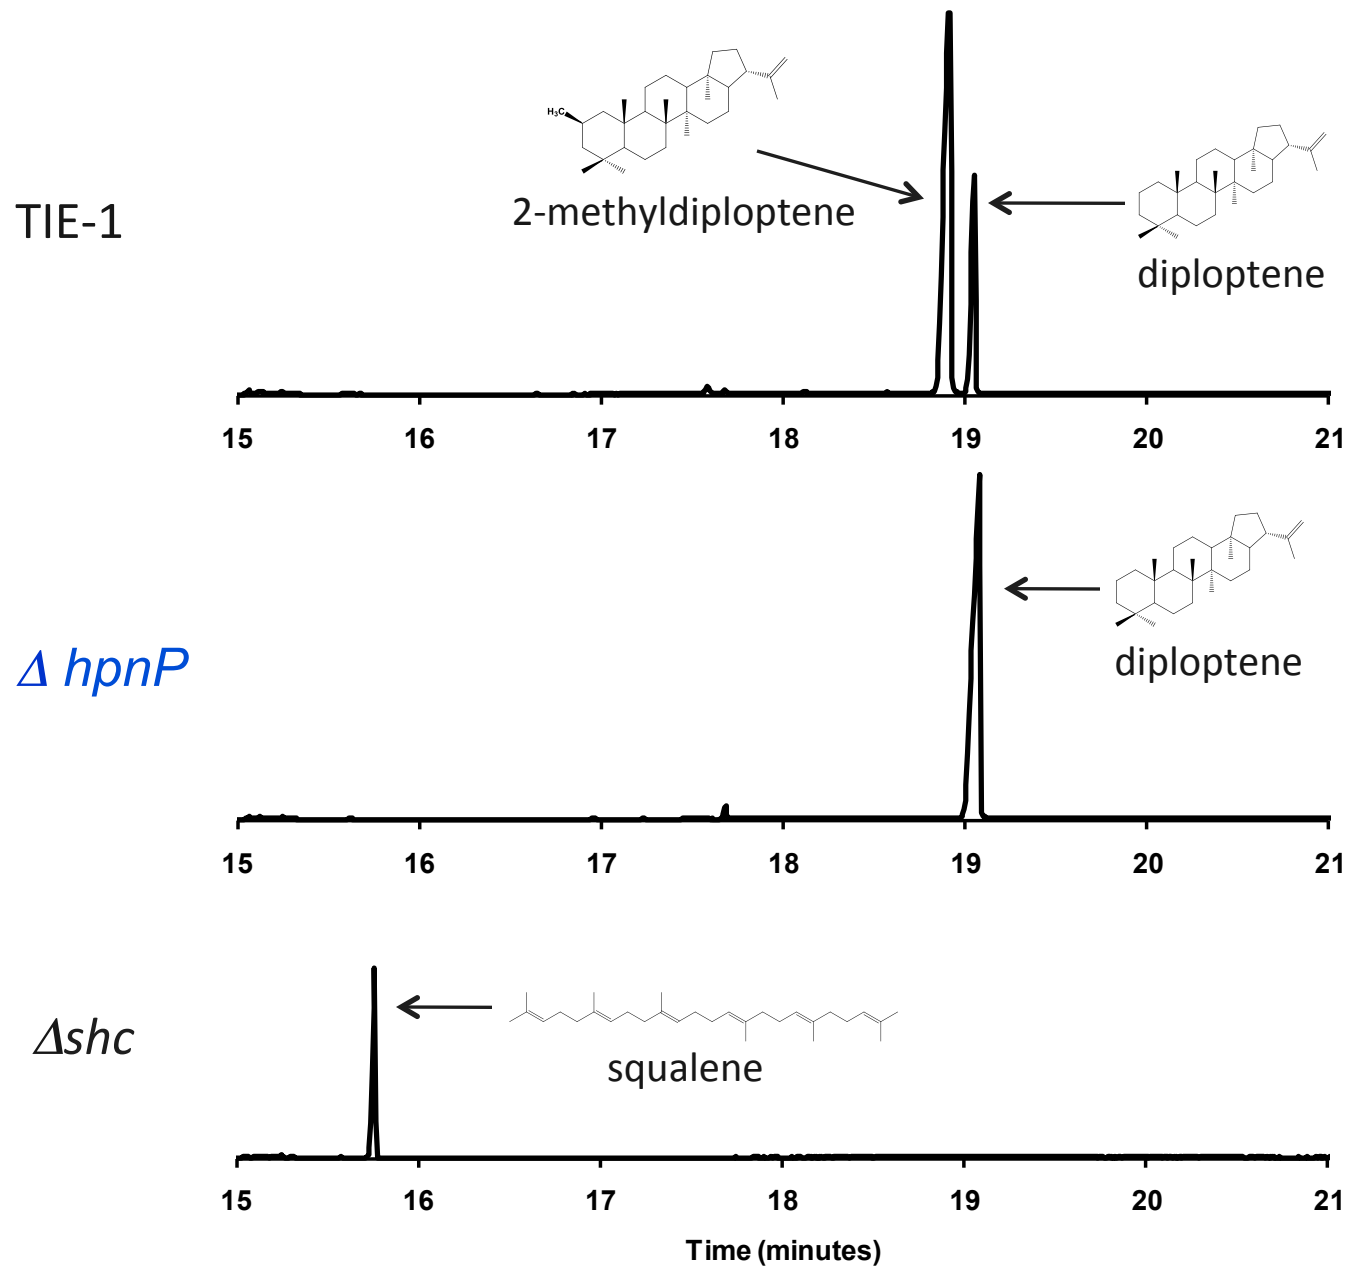 H₃C
2-methyldiploptene
diploptene
TIE-1
15 16 17 18 19 20 21
diploptene
Δ hpnP
15 16 17 18 19 20 21
squalene
Δshc
15 16 17 18 19 20 21
Time (minutes)